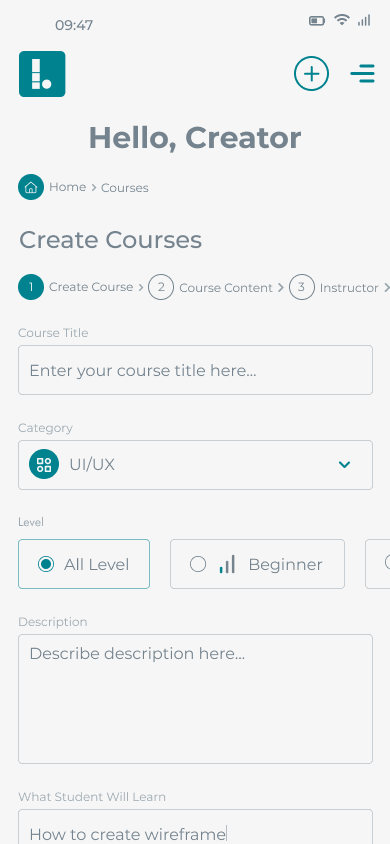 09:47
Hello, Creator
Home > Courses
Create Courses
1 Create Course > 2 Course Content > 3 Instructor >
Course Title
Enter your course title here...
Category
UI/UX
Level
All Level Beginner
Description
Describe description here...
What Student Will Learn
How to create wireframe